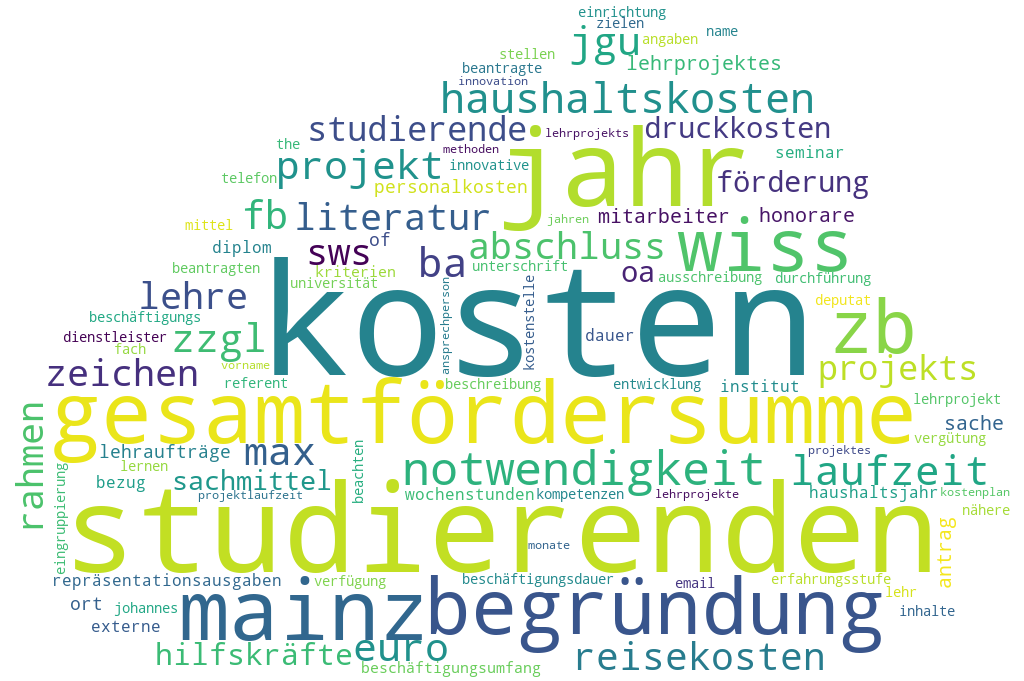 einrichtung
zielen
name
jgu
angaben
stellen
lehrprojektes
beantragte
innovation
haushaltskosten
studierende
lehrprojekts
druckkosten
jahr
the
methoden
seminar
projekt
innovative
telefon
personalkosten
förderung
mittel
fb
literatur
jahren
mitarbeiter
honorare
diplom
sws
of
abschluss
wiss
kriterien
ba
unterschrift
oa
ausschreibung
durchführung
beantragten
universität
lehre
kosten
ansprechperson
kostenstelle
deputat
beschäftigungs
dienstleister
zzgl
dauer
zb
fach
vorname
zeichen
referent
beschreibung
entwicklung
institut
projekts
gesamtfördersumme
lehrprojekt
sache
vergütung
rahmen
lehraufträge
max
projektes
lernen
bezug
sachmittel
beachten
notwendigkeit
laufzeit
eingruppierung
projektlaufzeit
wochenstunden
kompetenzen
lehrprojekte
haushaltsjahr
kostenplan
nähere
studierenden
monate
antrag
repräsentationsausgaben
verfügung
beschäftigungsdauer
email
erfahrungsstufe
lehr
ort
johannes
mainz
begründung
inhalte
externe
hilfskräfte
euro
reisekosten
beschäftigungsumfang